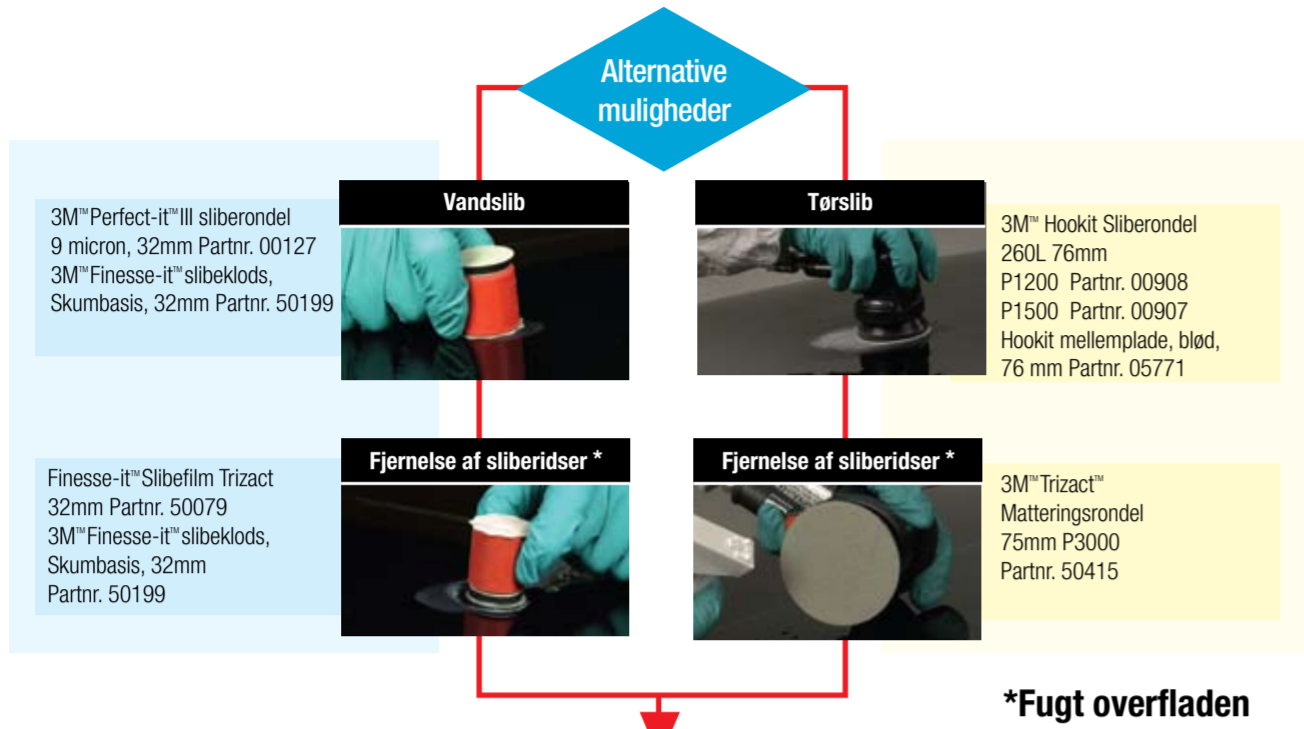 Alternative
muligheder
Vandslib
3M™Perfect-it™III sliberondel
9 micron, 32mm Partnr. 00127
3M™Finesse-it™slibeklods,
Skumbasis, 32mm Partnr. 50199
Tørslib
3M™ Hookit Sliberondel
260L 76mm
P1200 Partnr. 00908
P1500 Partnr. 00907
Hookit mellemplade, blød,
76 mm Partnr. 05771
Fjernelse af sliberidser *
Finesse-it™Slibefilm Trizact
32mm Partnr. 50079
3M™Finesse-it™slibeklods,
Skumbasis, 32mm
Partnr. 50199
Fjernelse af sliberidser *
3M™Trizact™
Matteringsrondel
75mm P3000
Partnr. 50415
*Fugt overfladen